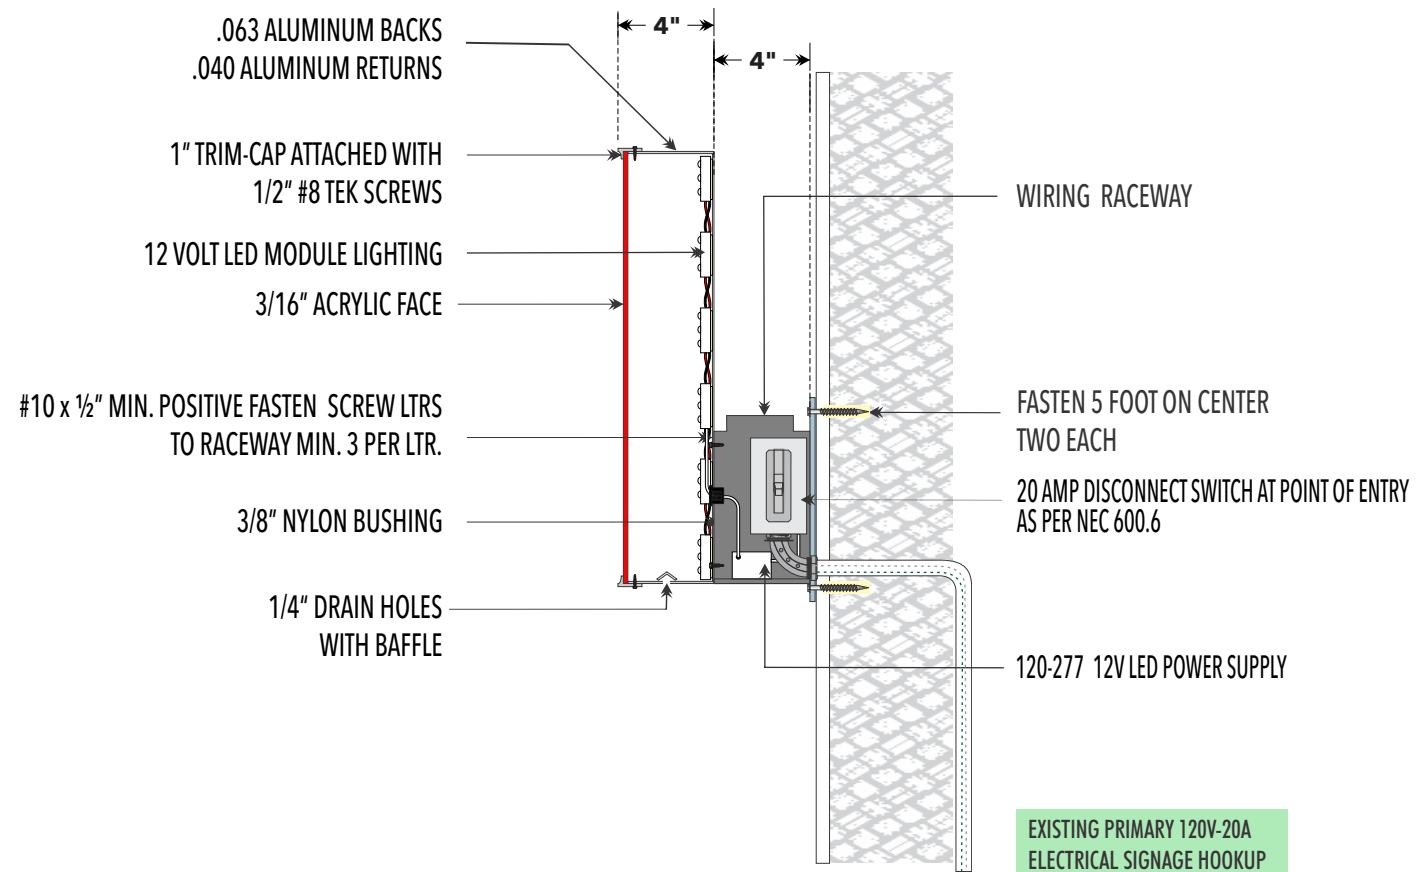 4"
4"
.063 ALUMINUM BACKS
.040 ALUMINUM RETURNS
1" TRIM-CAP ATTACHED WITH
1/2" #8 TEK SCREWS
12 VOLT LED MODULE LIGHTING
3/16" ACRYLIC FACE
#10 x ½" MIN. POSITIVE FASTEN SCREW LTRS
TO RACEWAY MIN. 3 PER LTR.
3/8" NYLON BUSHING
1/4" DRAIN HOLES
WITH BAFFLE
WIRING RACEWAY
FASTEN 5 FOOT ON CENTER
TWO EACH
20 AMP DISCONNECT SWITCH AT POINT OF ENTRY
AS PER NEC 600.6
120-277 12V LED POWER SUPPLY
EXISTING PRIMARY 120V-20A
ELECTRICAL SIGNAGE HOOKUP